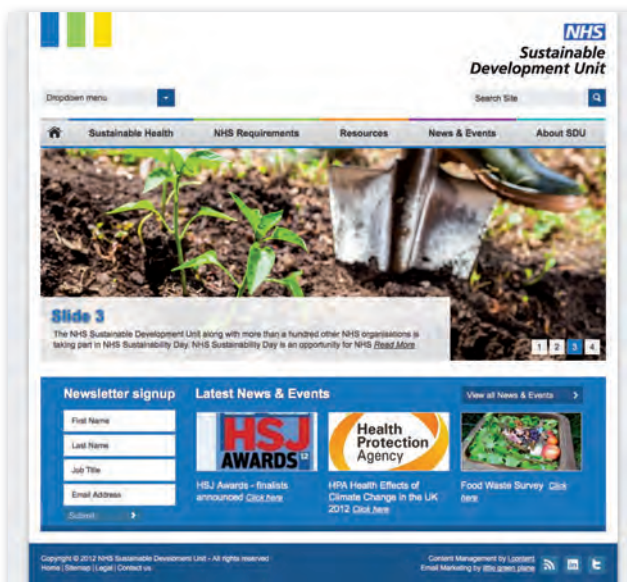 NHS
Sustainable
Development Unit
Dropdown menu
Search Site
Sustainable Health
NHS Requirements
Resources
News & Events
About SDU
Slide 3
The NHS Sustainable Development Unit along with more than a hundred other NHS organisations is
taking part in NHS Sustainability Day. NHS Sustainability Day is an opportunity for NHS Read More
1 2 3 4
Newsletter signup
First Name
Last Name
Job Title
Email Address
Submit
Latest News & Events
View all News & Events
HSJ
AWARDS12
HSJ Awards - finalists
announced Click here
Health
Protection
Agency
HPA Health Effects of
Climate Change in the UK
2012 Click here
Food Waste Survey Click
here
Copyright © 2012 NHS Sustainable Development Unit - All rights reserved
Home | Sitemap | Legal | Contact us
Content Management by i.content
Email Marketing by little green plane